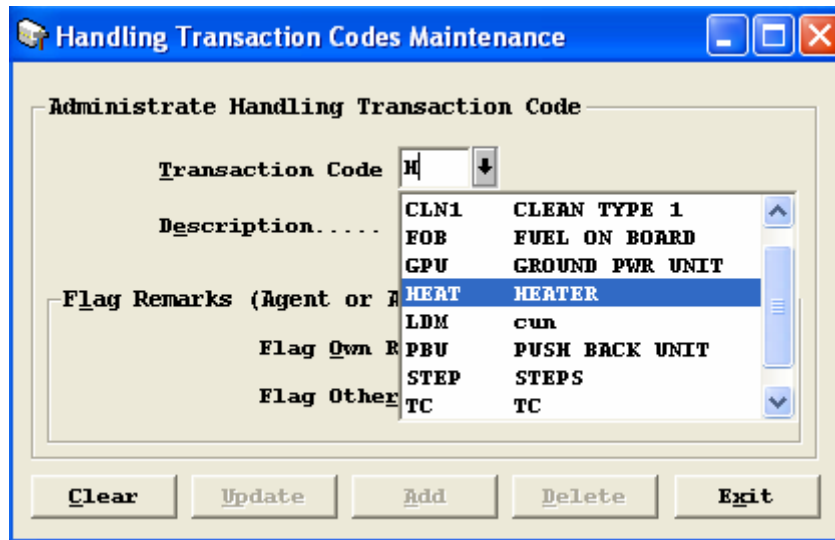 Handling Transaction Codes Maintenance
Administrate Handling Transaction Code
Transaction Code H
Description.....
CLN1 CLEAN TYPE 1
FOB FUEL ON BOARD
GPU GROUND PWR UNIT
Flag Remarks (Agent or A
HEAT HEATER
LDM cun
Flag Own R
PBU PUSH BACK UNIT
STEP STEPS
Flag Other
TC TC
Clear Update Add Delete Exit